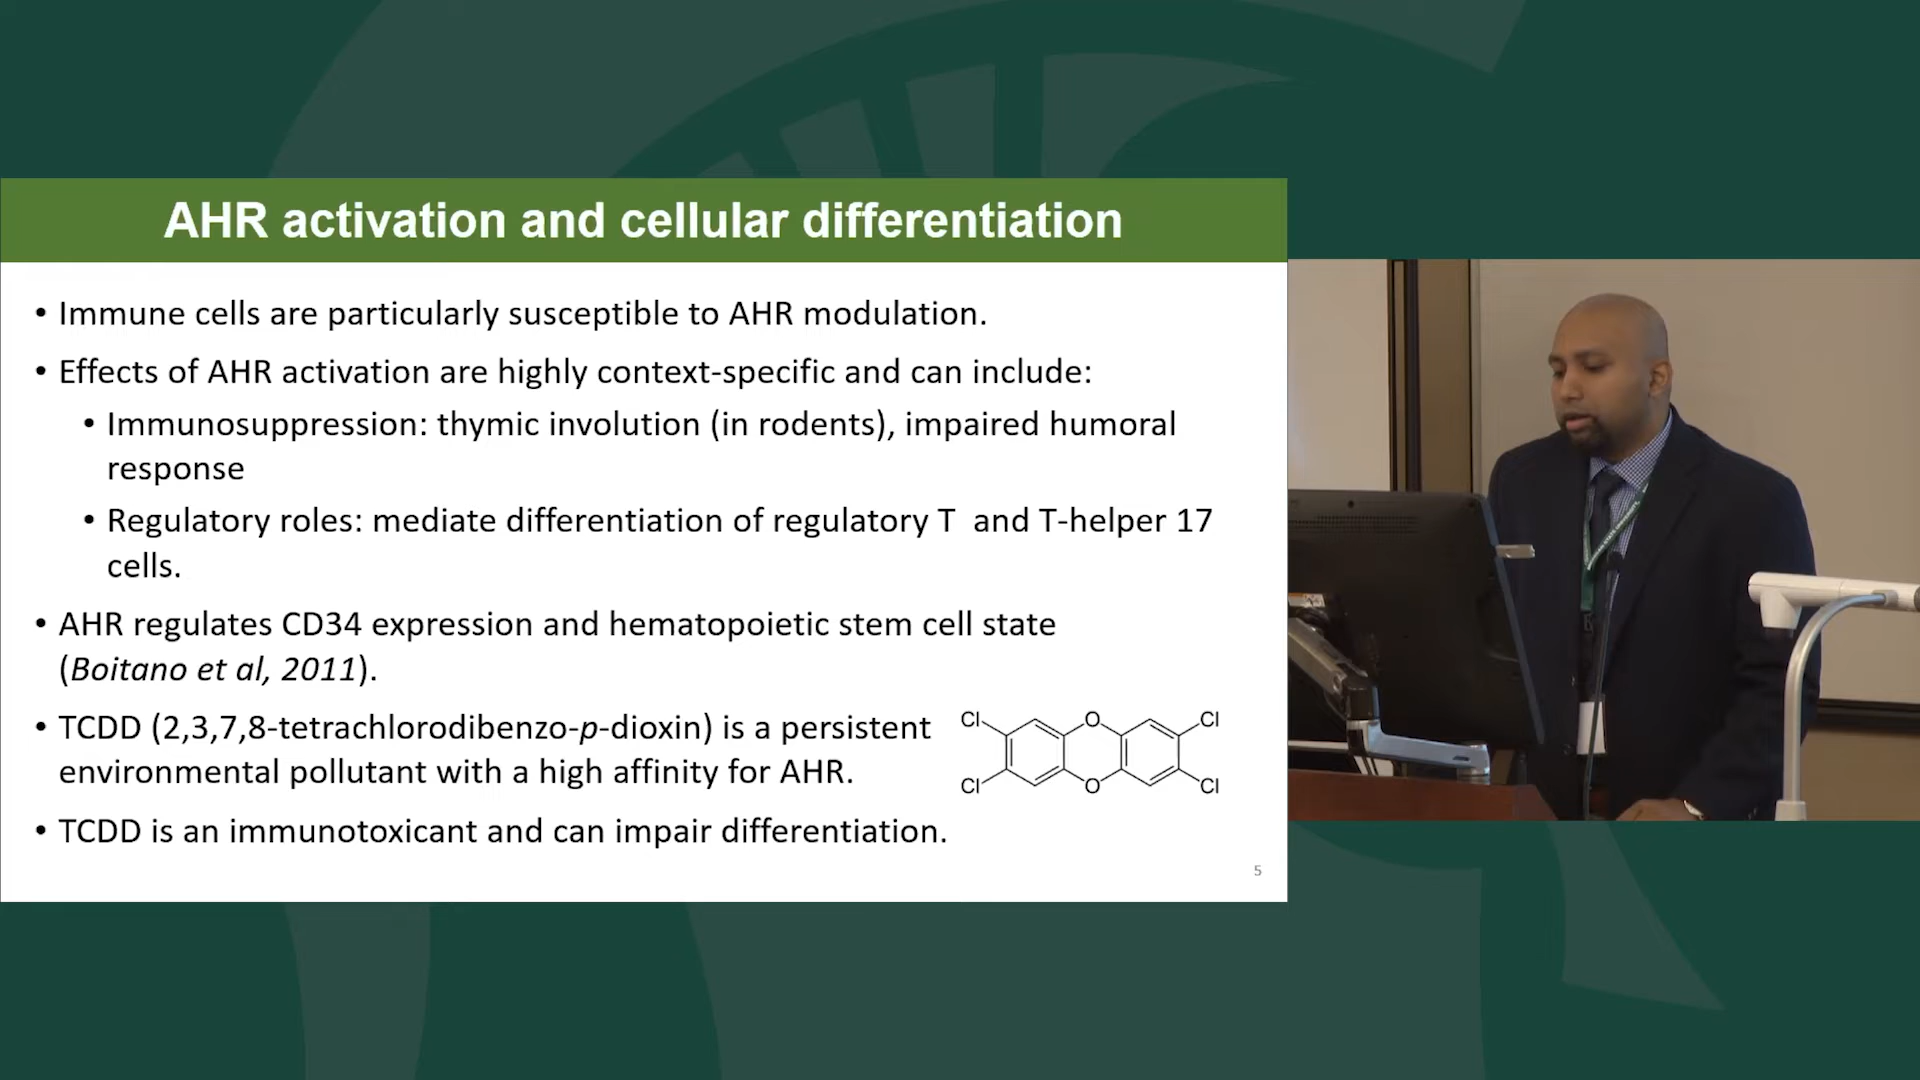 AHR activation and cellular differentiation
• Immune cells are particularly susceptible to AHR modulation.
• Effects of AHR activation are highly context-specific and can include:
• Immunosuppression: thymic involution (in rodents), impaired humoral
response
• Regulatory roles: mediate differentiation of regulatory T  and T-helper 17
cells.
• AHR regulates CD34 expression and hematopoietic stem cell state
(Boitano et al, 2011).
• TCDD (2,3,7,8-tetrachlorodibenzo-p-dioxin) is a persistent
environmental pollutant with a high affinity for AHR.
Cl O Cl
Cl O Cl
• TCDD is an immunotoxicant and can impair differentiation.
5